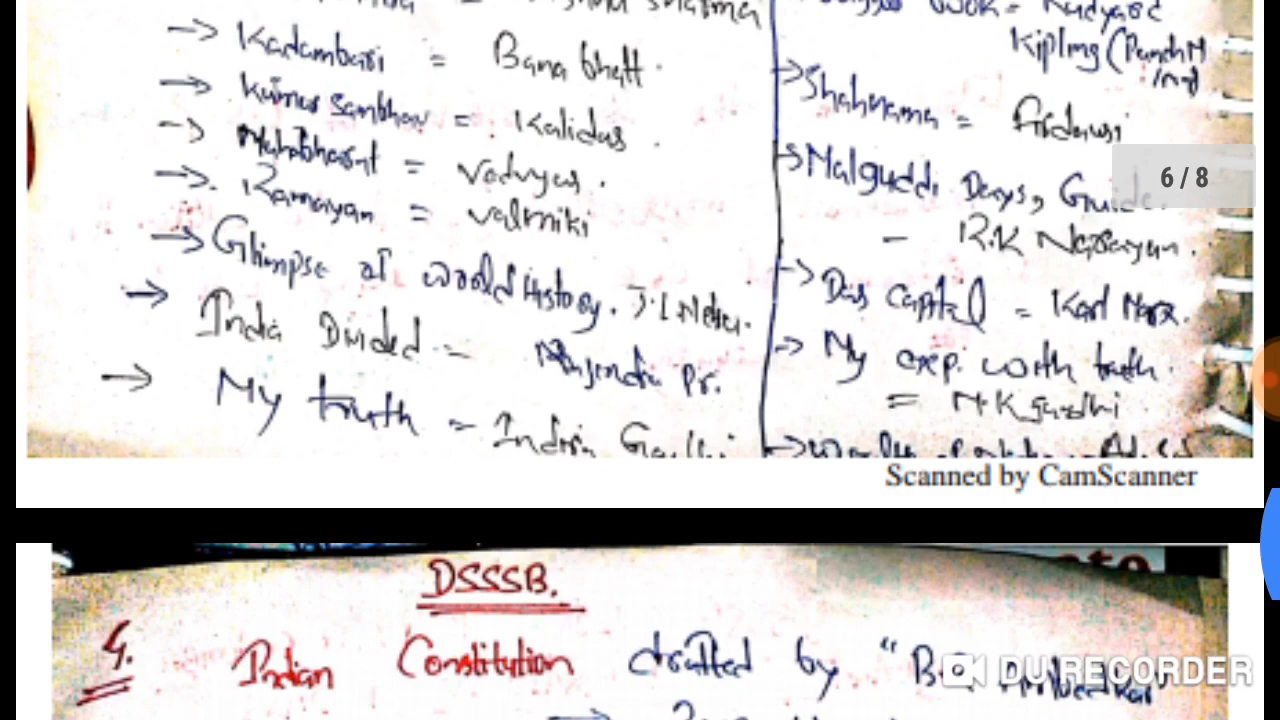 → Kadambari = Bana bhatt.
→ Kumar Sambhav = Kalidas.
→ Mahabharat = Vedvyas.
→ Ramayan = Valmiki
→ Glimpse of world History. J.L Nehru.
→ India Divided = Rajendra Pr.
→ My truth = Indira Gandhi
Kipling (
→ Shahnama = Firdausi
→ Malguddi Days, Guide.
- R.K Narayan.
→ Das Capital = Karl Marx.
→ My exp. with truth.
= M.K gandhi
6 / 8
Scanned by CamScanner
DSSSB.
4. Indian Constitution drafted by "
DU RECORDER